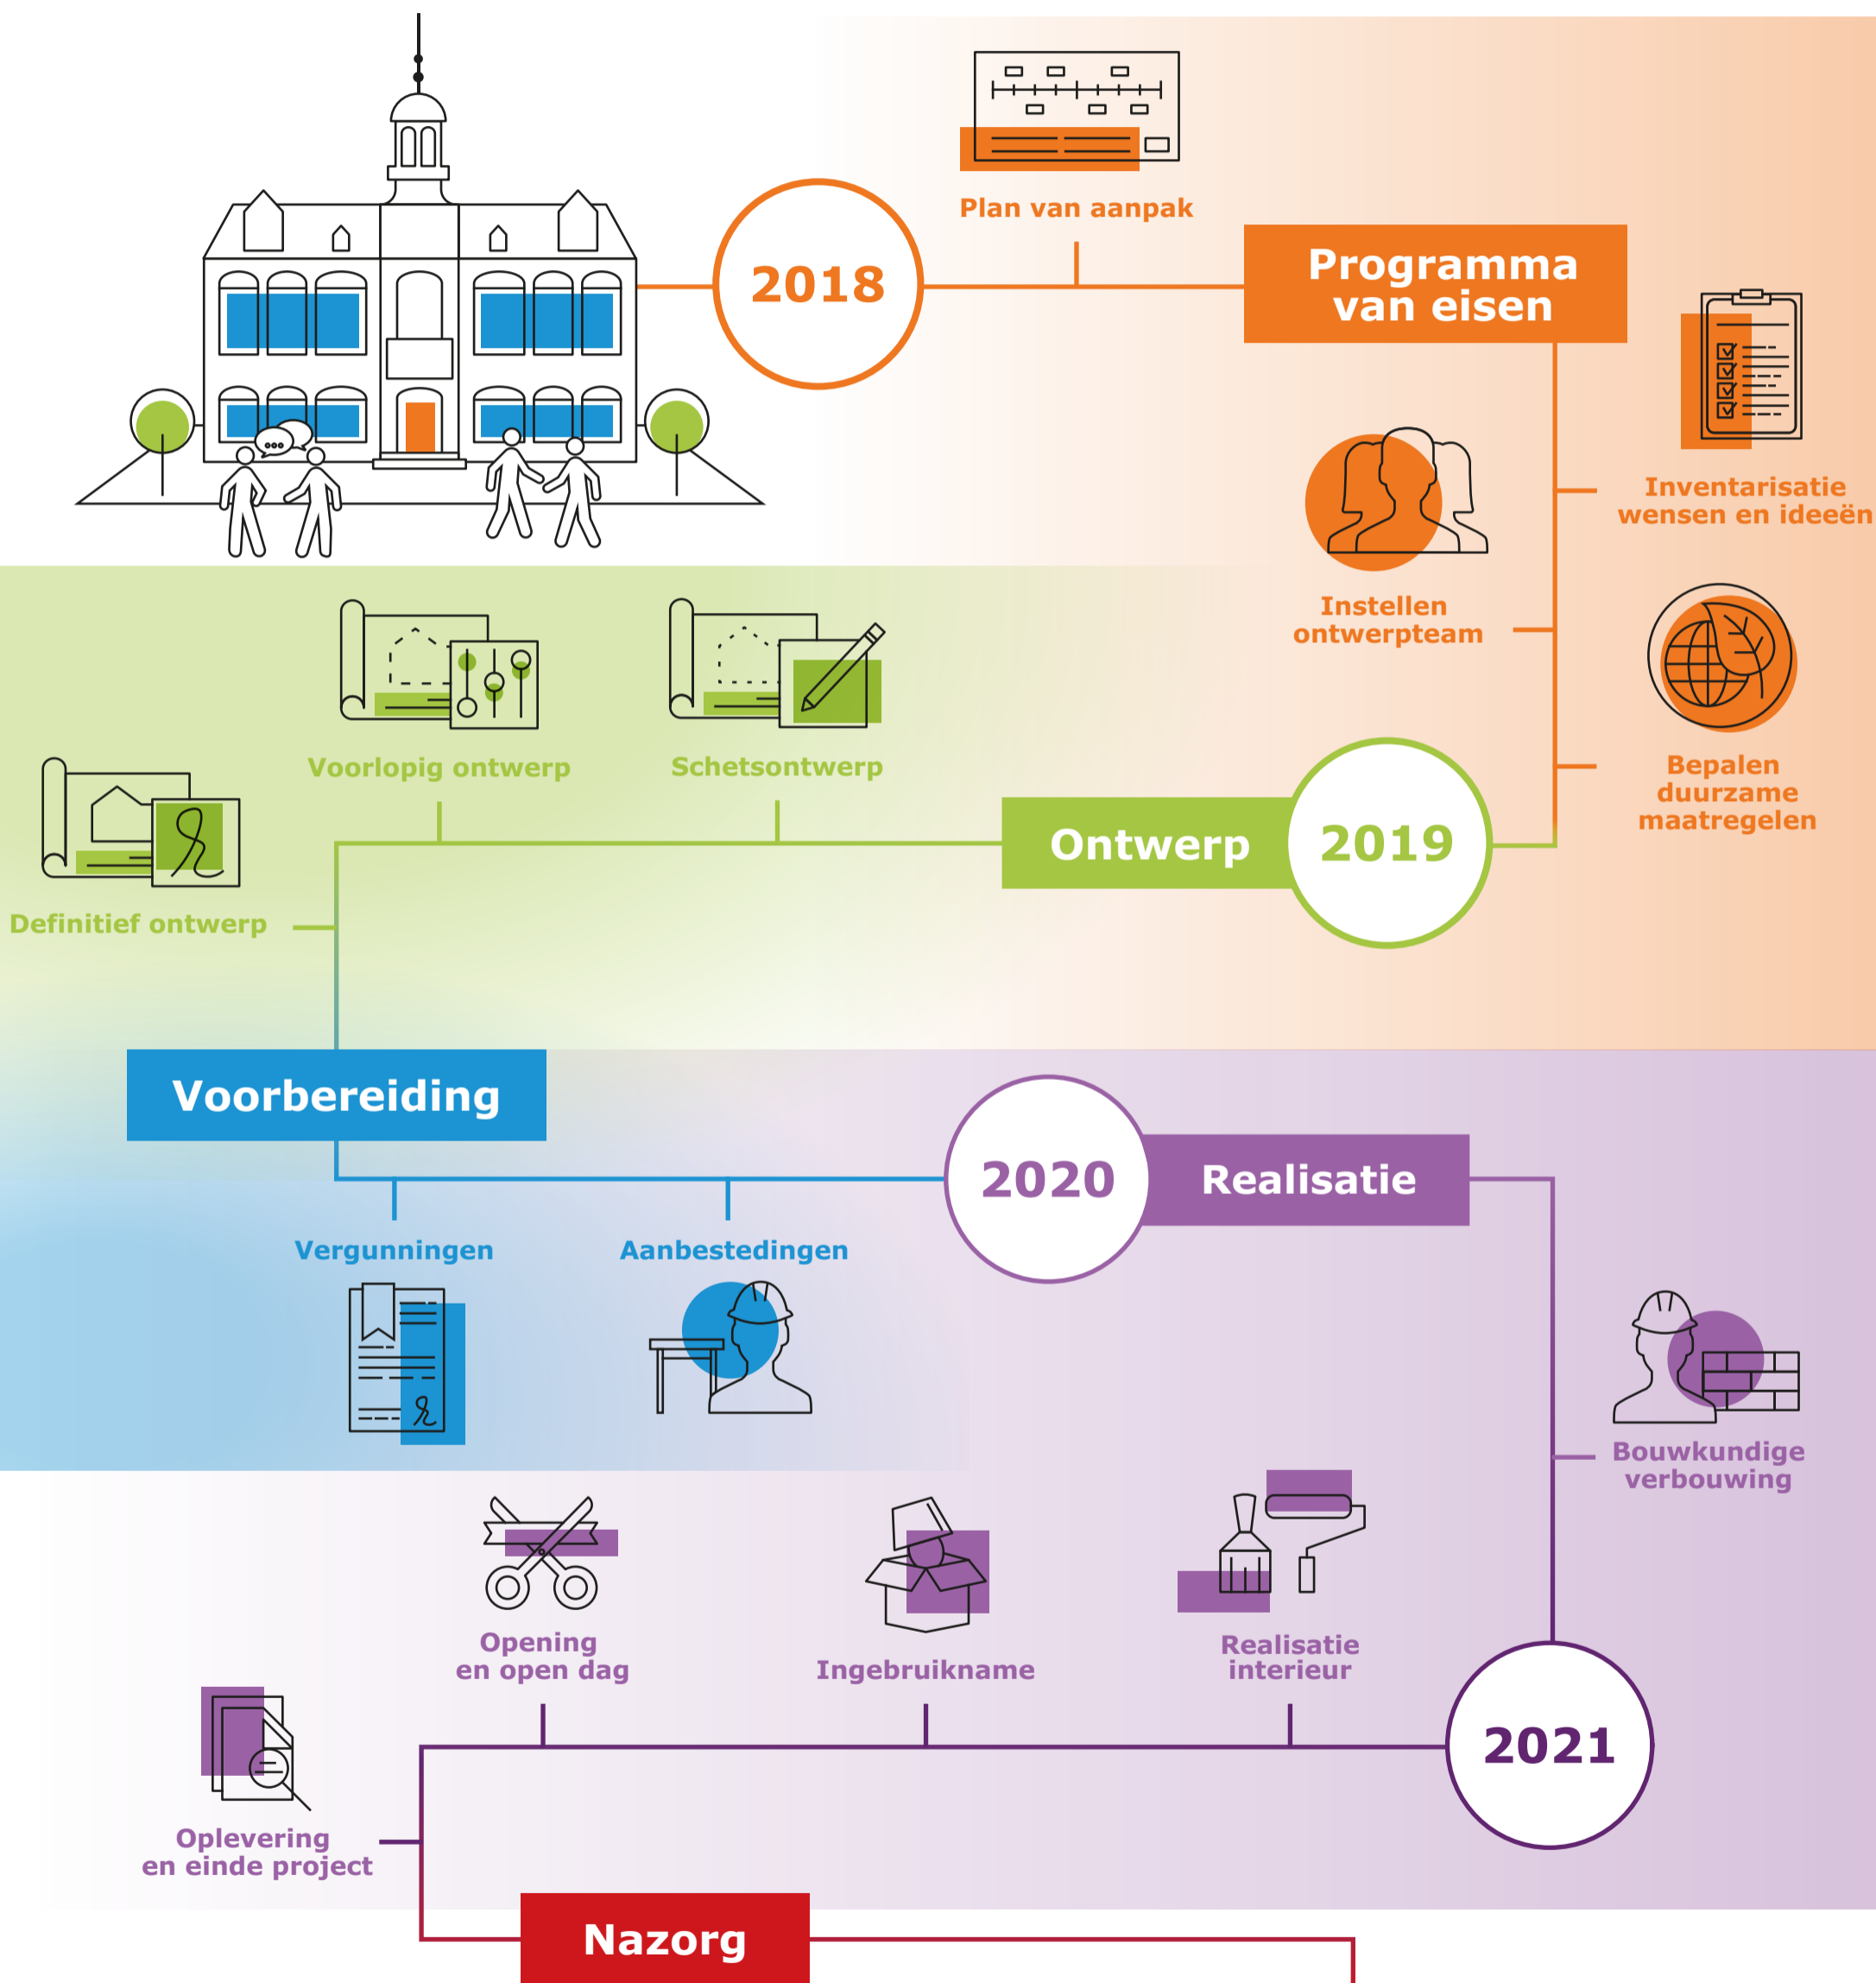 2018
Plan van aanpak
Programma
van eisen
Inventarisatie
wensen en ideeën
Instellen
ontwerpteam
Bepalen
duurzame
maatregelen
2019
Ontwerp
Schetsontwerp
Voorlopig ontwerp
Definitief ontwerp
Voorbereiding
Vergunningen
Aanbestedingen
2020
Realisatie
Bouwkundige
verbouwing
2021
Realisatie
interieur
Ingebruikname
Opening
en open dag
Oplevering
en einde project
Nazorg